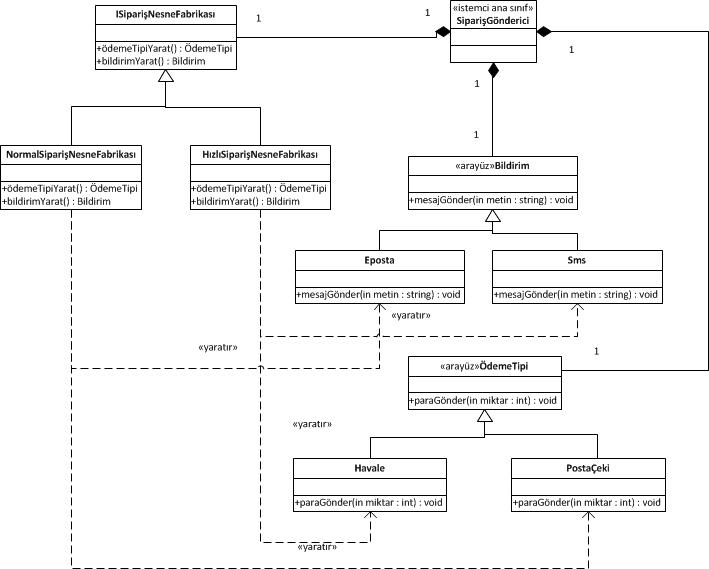 ISiparişNesneFabrikası
+ödemeTipiYarat() : ÖdemeTipi
+bildirimYarat() : Bildirim
1
1
«istemci ana sınıf»
SiparişGönderici
1
1
1
NormalSiparişNesneFabrikası
+ödemeTipiYarat() : ÖdemeTipi
+bildirimYarat() : Bildirim
HızlıSiparişNesneFabrikası
+ödemeTipiYarat() : ÖdemeTipi
+bildirimYarat() : Bildirim
«arayüz»Bildirim
+mesajGönder(in metin : string) : void
Eposta
+mesajGönder(in metin : string) : void
Sms
+mesajGönder(in metin : string) : void
«yaratır»
«yaratır»
1
«arayüz»ÖdemeTipi
+paraGönder(in miktar : int) : void
«yaratır»
Havale
+paraGönder(in miktar : int) : void
PostaÇeki
+paraGönder(in miktar : int) : void
«yaratır»